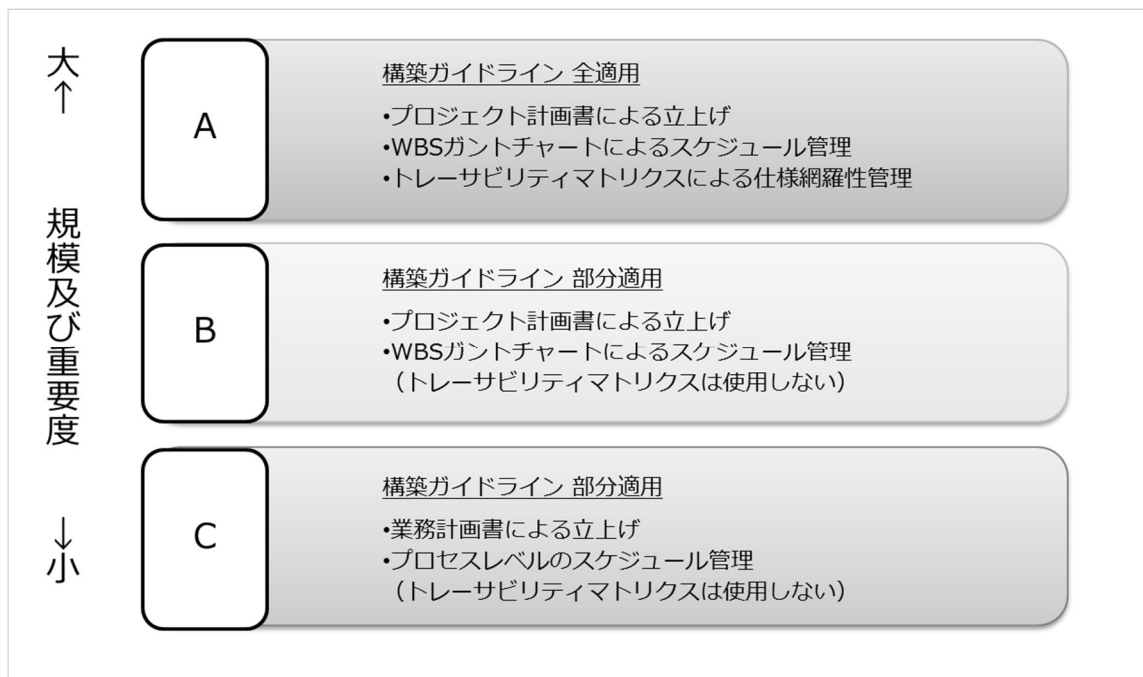 大
↑
規模及び重要度
↓
小
A
構築ガイドライン 全適用
•プロジェクト計画書による立上げ
•WBSガントチャートによるスケジュール管理
•トレーサビリティマトリクスによる仕様網羅性管理
B
構築ガイドライン 部分適用
•プロジェクト計画書による立上げ
•WBSガントチャートによるスケジュール管理
（トレーサビリティマトリクスは使用しない）
C
構築ガイドライン 部分適用
•業務計画書による立上げ
•プロセスレベルのスケジュール管理
（トレーサビリティマトリクスは使用しない）